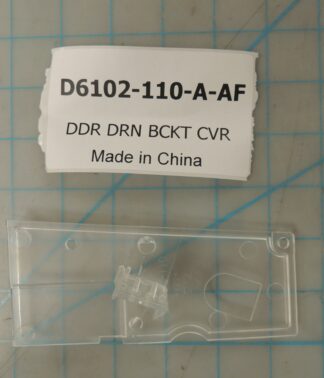 D6102-110-A-AF
DDR DRN BCKT CVR
Made in China